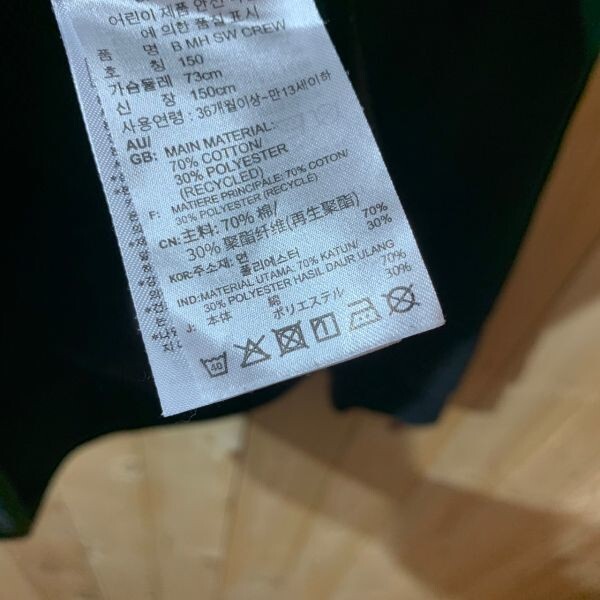 어린이 제품 안전
에 의한 품질 표시
품 명 B MH SW CREW
호 칭 150
가슴둘레 73cm
신 장 150cm
사용연령 : 36개월이상~만13세이하
AU/
GB: MAIN MATERIAL:
70% COTTON/
30% POLYESTER
(RECYCLED)
F: MATIERE PRINCIPALE: 70% COTON/
30% POLYESTER (RECYCLÉ)
CN: 主料: 70% 棉/
30% 聚酯纤维(再生聚酯)
KOR:주소재: 면 70%
폴리에스터 30%
IND: MATERIAL UTAMA: 70% KATUN/
30% POLYESTER HASIL DAUR ULANG
J: 本体 綿 70%
ポリエステル 30%
40